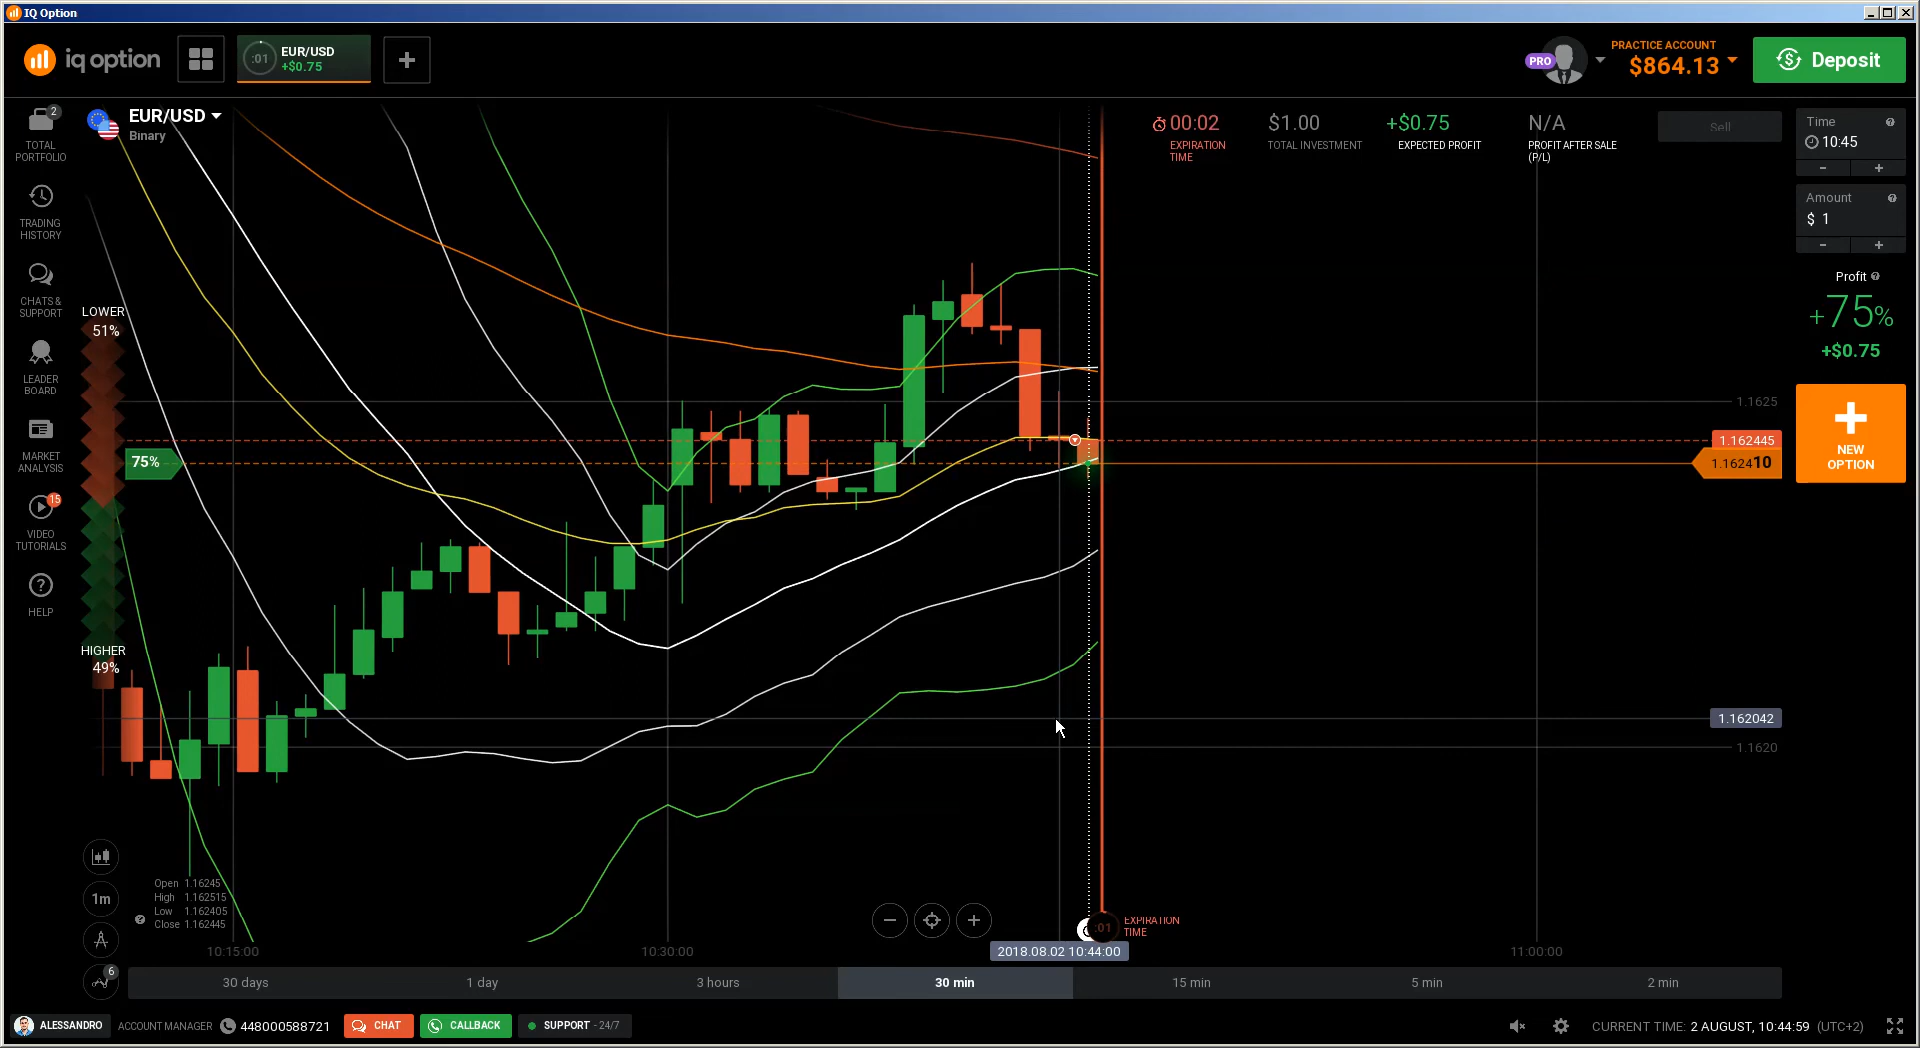 IQ Option
iq option
:01
EUR/USD
+$0.75
PRO
PRACTICE ACCOUNT
$864.13
Deposit
2
TOTAL
PORTFOLIO
TRADING
HISTORY
CHATS &
SUPPORT
LEADER
BOARD
MARKET
ANALYSIS
15
VIDEO
TUTORIALS
HELP
EUR/USD
Binary
00:02
EXPIRATION
TIME
$1.00
TOTAL INVESTMENT
+$0.75
EXPECTED PROFIT
N/A
PROFIT AFTER SALE
(P/L)
Sell
Time
10:45
Amount
$ 1
Profit
+75%
+$0.75
NEW
OPTION
LOWER
51%
75%
HIGHER
49%
1.1625
1.162445
1.162410
1.162042
1.1620
1m
6
Open 1.16245
High 1.162515
Low 1.162405
Close 1.162445
:01
EXPIRATION
TIME
10:15:00
10:30:00
2018.08.02 10:44:00
11:00:00
30 days
1 day
3 hours
30 min
15 min
5 min
2 min
ALESSANDRO
ACCOUNT MANAGER
448000588721
CHAT
CALLBACK
SUPPORT - 24/7
CURRENT TIME: 2 AUGUST, 10:44:59 (UTC+2)